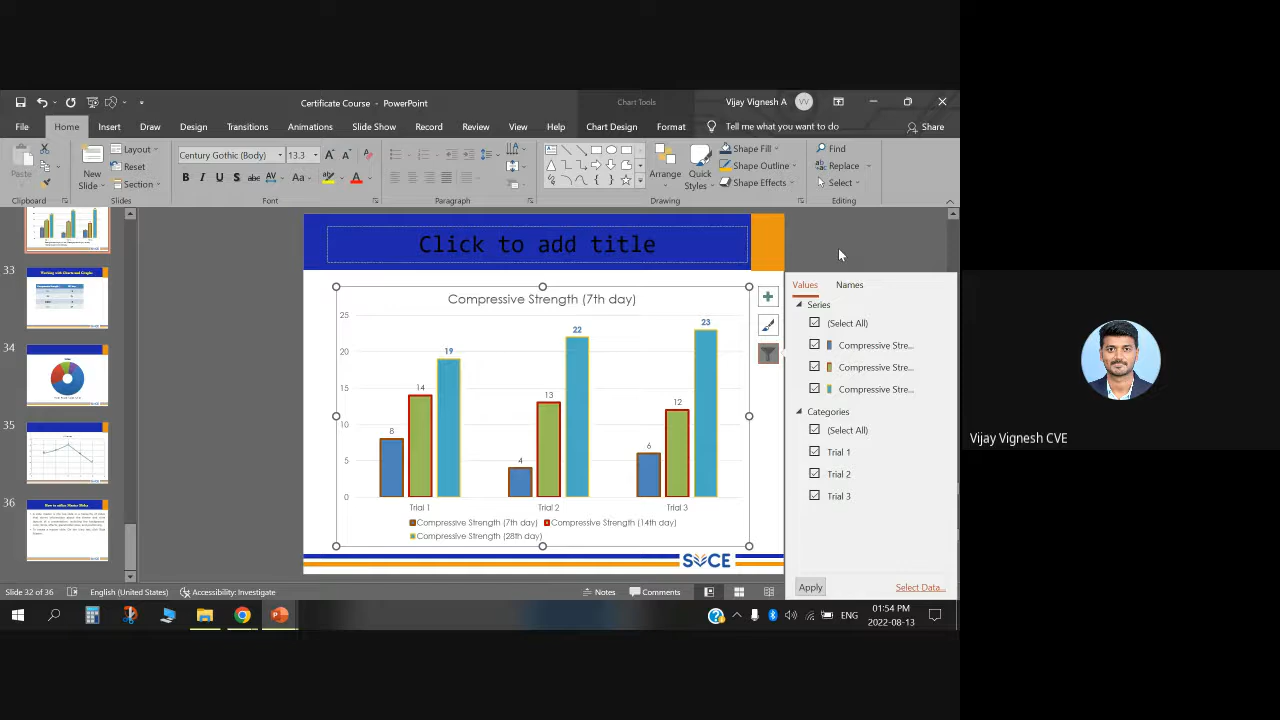 Certificate Course - PowerPoint
Chart Tools
Vijay Vignesh A
VV
File
Home
Insert
Draw
Design
Transitions
Animations
Slide Show
Record
Review
View
Help
Chart Design
Format
Tell me what you want to do
Share
Paste
New
Slide
Layout
Reset
Section
Century Gothic (Body)
13.3
Arrange
Quick
Styles
Shape Fill
Shape Outline
Shape Effects
Find
Replace
Select
Clipboard
Slides
Font
Paragraph
Drawing
Editing
33
Working with Charts and Graphs
34
35
36
How to utilize Master Slides
Click to add title
Compressive Strength (7th day)
25
20
15
10
5
0
8
14
19
4
13
22
6
12
23
Trial 1
Trial 2
Trial 3
Compressive Strength (7th day)
Compressive Strength (14th day)
Compressive Strength (28th day)
SVCE
Values
Names
Series
(Select All)
Compressive Stre...
Compressive Stre...
Compressive Stre...
Categories
(Select All)
Trial 1
Trial 2
Trial 3
Apply
Select Data...
Vijay Vignesh CVE
Slide 32 of 36
English (United States)
Accessibility: Investigate
Notes
Comments
ENG
01:54 PM
2022-08-13